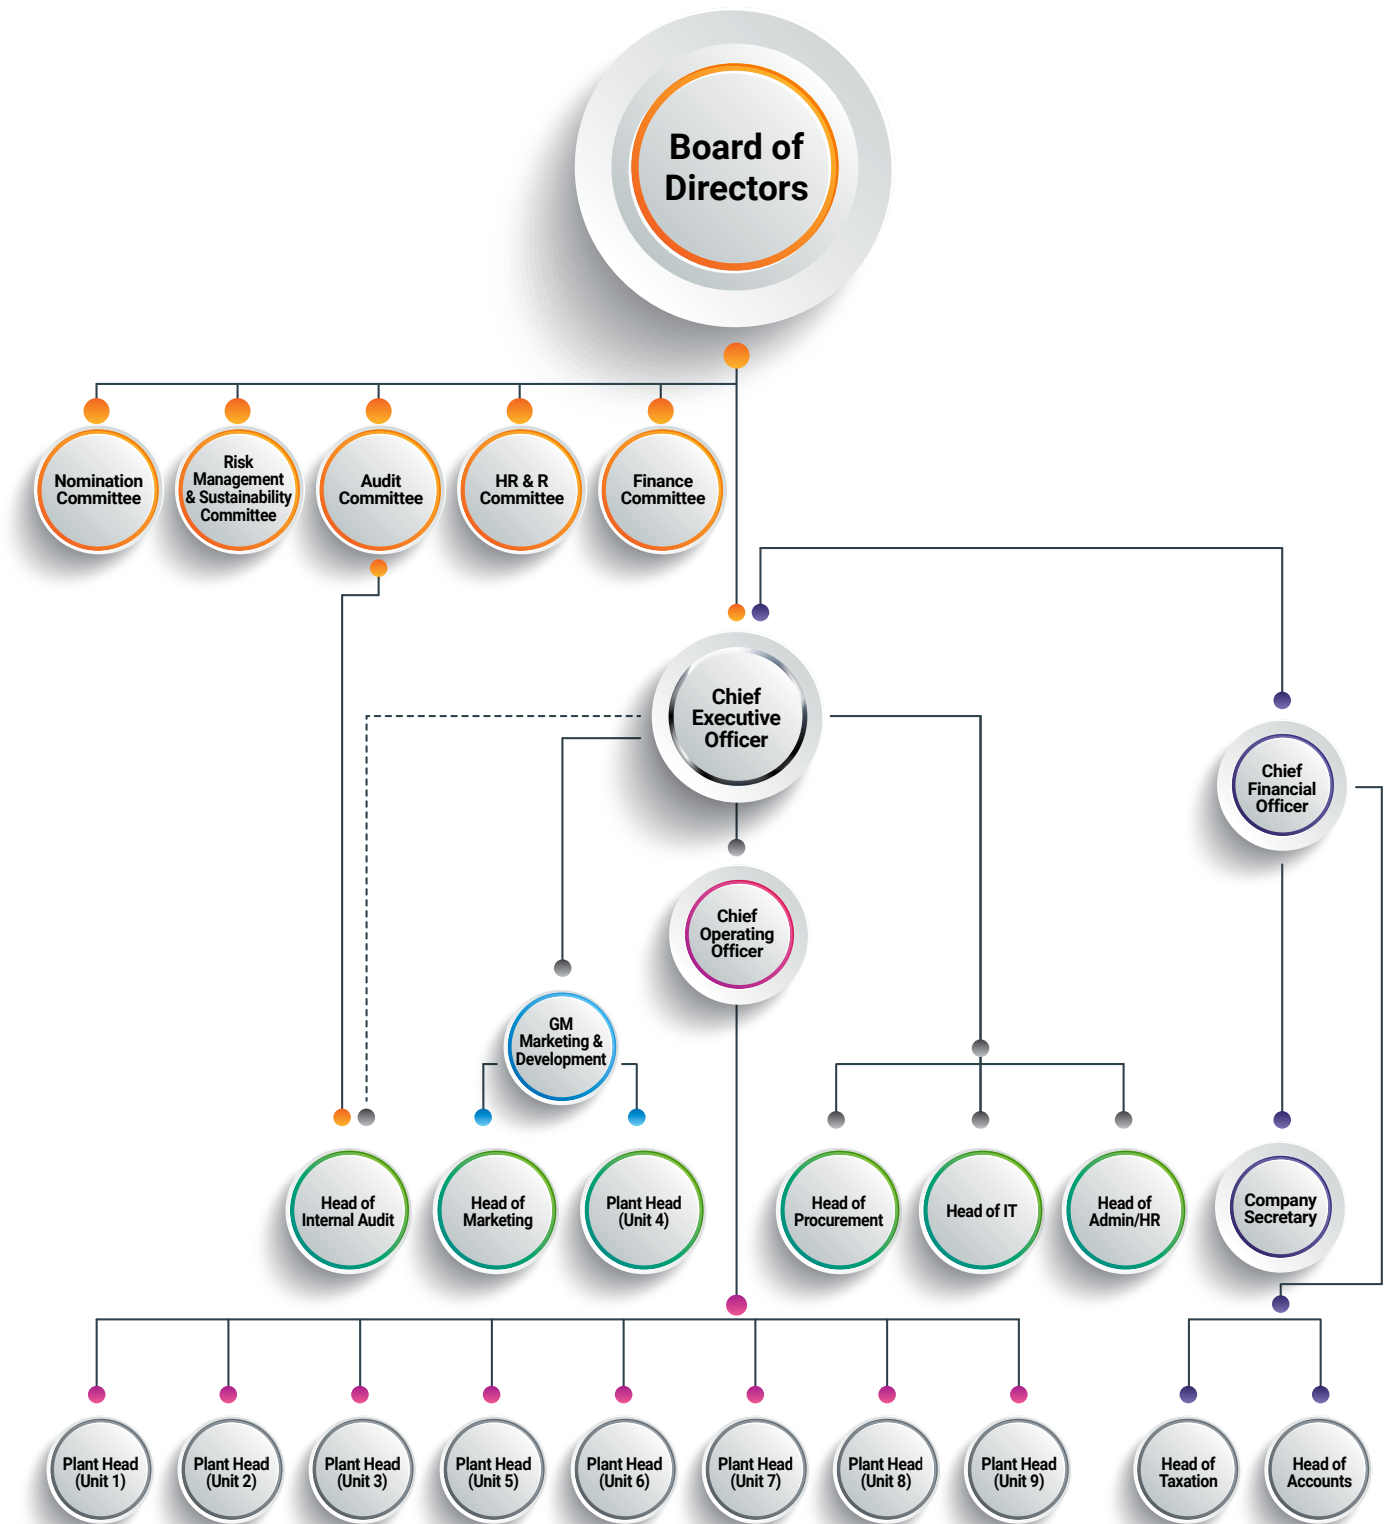 Board of
Directors
Nomination
Committee
Risk
Management
& Sustainability
Committee
Audit
Committee
HR & R
Committee
Finance
Committee
Chief
Executive
Officer
Chief
Financial
Officer
Chief
Operating
Officer
GM
Marketing &
Development
Head of
Internal Audit
Head of
Marketing
Plant Head
(Unit 4)
Head of
Procurement
Head of IT
Head of
Admin/HR
Company
Secretary
Plant Head
(Unit 1)
Plant Head
(Unit 2)
Plant Head
(Unit 3)
Plant Head
(Unit 5)
Plant Head
(Unit 6)
Plant Head
(Unit 7)
Plant Head
(Unit 8)
Plant Head
(Unit 9)
Head of
Taxation
Head of
Accounts